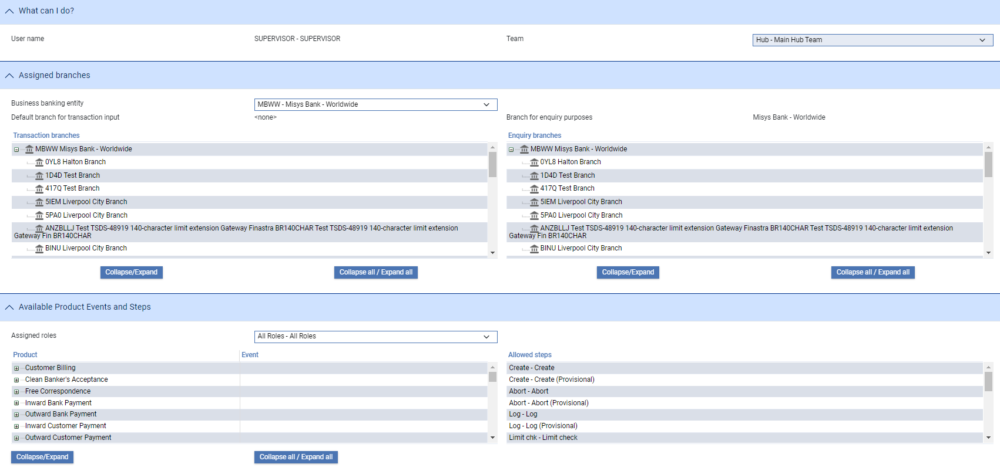 What can I do?
User name SUPERVISOR - SUPERVISOR Team Hub - Main Hub Team
Assigned branches
Business banking entity MBWW - Misys Bank - Worldwide
Default branch for transaction input <none> Branch for enquiry purposes Misys Bank - Worldwide
Transaction branches Enquiry branches
MBWW Misys Bank - Worldwide MBWW Misys Bank - Worldwide
0YL8 Halton Branch 0YL8 Halton Branch
1D4D Test Branch 1D4D Test Branch
417Q Test Branch 417Q Test Branch
5IEM Liverpool City Branch 5IEM Liverpool City Branch
5PA0 Liverpool City Branch 5PA0 Liverpool City Branch
ANZBLLJ Test TSDS-48919 140-character limit extension Gateway Finastra BR140CHAR Test TSDS-48919 140-character limit extension ANZBLLJ Test TSDS-48919 140-character limit extension Gateway Finastra BR140CHAR Test TSDS-48919 140-character limit extension
Gateway Fin BR140CHAR Gateway Fin BR140CHAR
BINU Liverpool City Branch BINU Liverpool City Branch
Collapse/Expand Collapse all / Expand all Collapse/Expand Collapse all / Expand all
Available Product Events and Steps
Assigned roles All Roles - All Roles
Product Event Allowed steps
Customer Billing Create - Create
Clean Banker's Acceptance Create - Create (Provisional)
Free Correspondence Abort - Abort
Inward Bank Payment Abort - Abort (Provisional)
Outward Bank Payment Log - Log
Inward Customer Payment Log - Log (Provisional)
Outward Customer Payment Limit chk - Limit check
Collapse/Expand Collapse all / Expand all